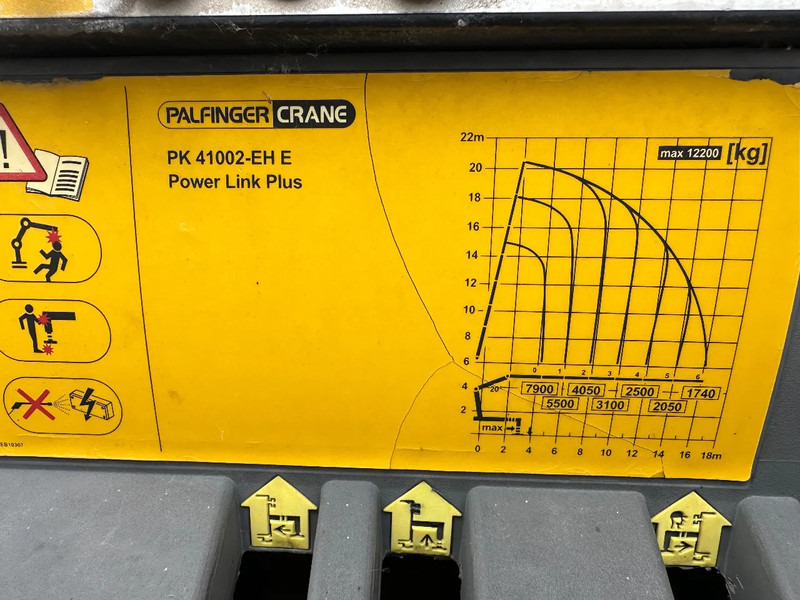 !
PALFINGER CRANE
PK 41002-EH E
Power Link Plus
22m
max 12200 [kg]
20
18
16
14
12
10
8
6
4
2
20°
0 1 2 3 4 5 6
7900 4050 2500 1740
5500 3100 2050
max
0 2 4 6 8 10 12 14 16 18m